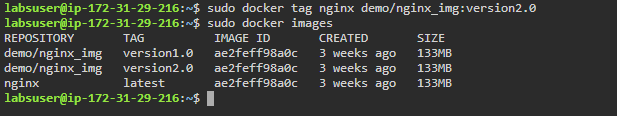 labsuser@ip-172-31-29-216:~$ sudo docker tag nginx demo/nginx_img:version2.0
labsuser@ip-172-31-29-216:~$ sudo docker images
REPOSITORY TAG IMAGE ID CREATED SIZE
demo/nginx_img version1.0 ae2feff98a0c 3 weeks ago 133MB
demo/nginx_img version2.0 ae2feff98a0c 3 weeks ago 133MB
nginx latest ae2feff98a0c 3 weeks ago 133MB
labsuser@ip-172-31-29-216:~$